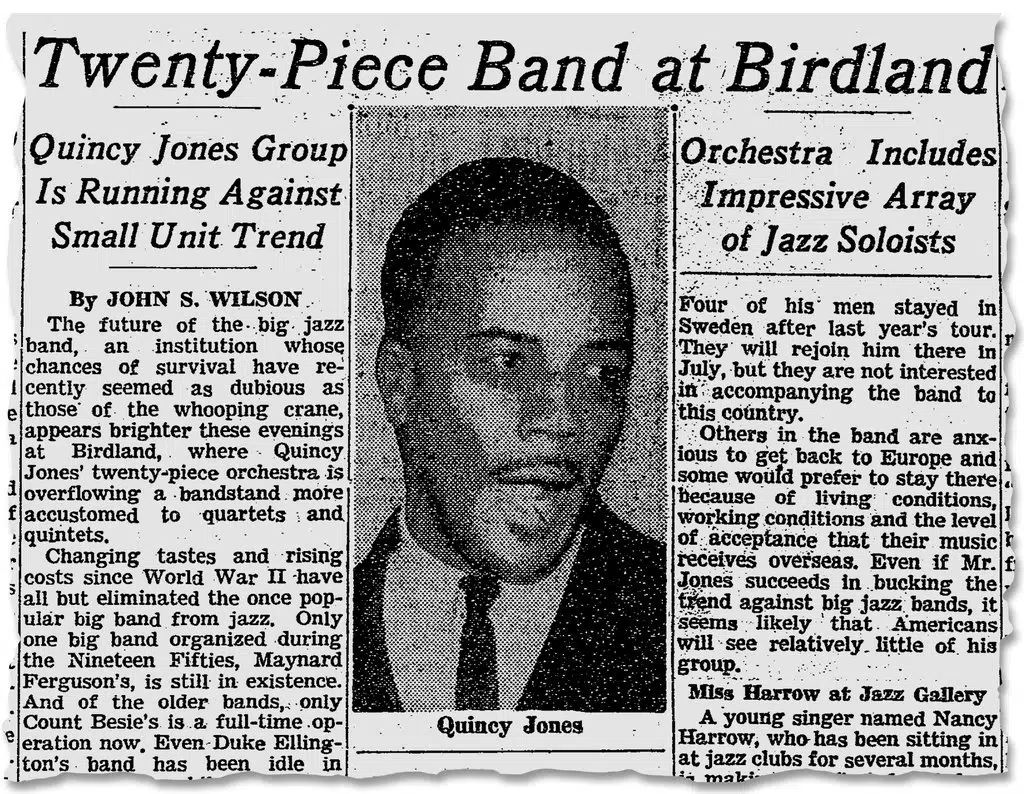 Twenty-Piece Band at Birdland
Quincy Jones Group
Is Running Against
Small Unit Trend
By JOHN S. WILSON
The future of the big jazz
band, an institution whose
chances of survival have re-
cently seemed as dubious as
those of the whooping crane,
appears brighter these evenings
at Birdland, where Quincy
Jones' twenty-piece orchestra is
overflowing a bandstand more
accustomed to quartets and
quintets.
Changing tastes and rising
costs since World War II have
all but eliminated the once pop-
ular big band from jazz. Only
one big band organized during
the Nineteen Fifties, Maynard
Ferguson's, is still in existence.
And of the older bands, only
Count Besie's is a full-time op-
eration now. Even Duke Elling-
ton's band has been idle in
Quincy Jones
Orchestra Includes
Impressive Array
of Jazz Soloists
Four of his men stayed in
Sweden after last year's tour.
They will rejoin him there in
July, but they are not interested
in accompanying the band to
this country.
Others in the band are anx-
ious to get back to Europe and
some would prefer to stay there
because of living conditions,
working conditions and the level
of acceptance that their music
receives overseas. Even if Mr.
Jones succeeds in bucking the
trend against big jazz bands, it
seems likely that Americans
will see relatively little of his
group.
Miss Harrow at Jazz Gallery
A young singer named Nancy
Harrow, who has been sitting in
at jazz clubs for several months,